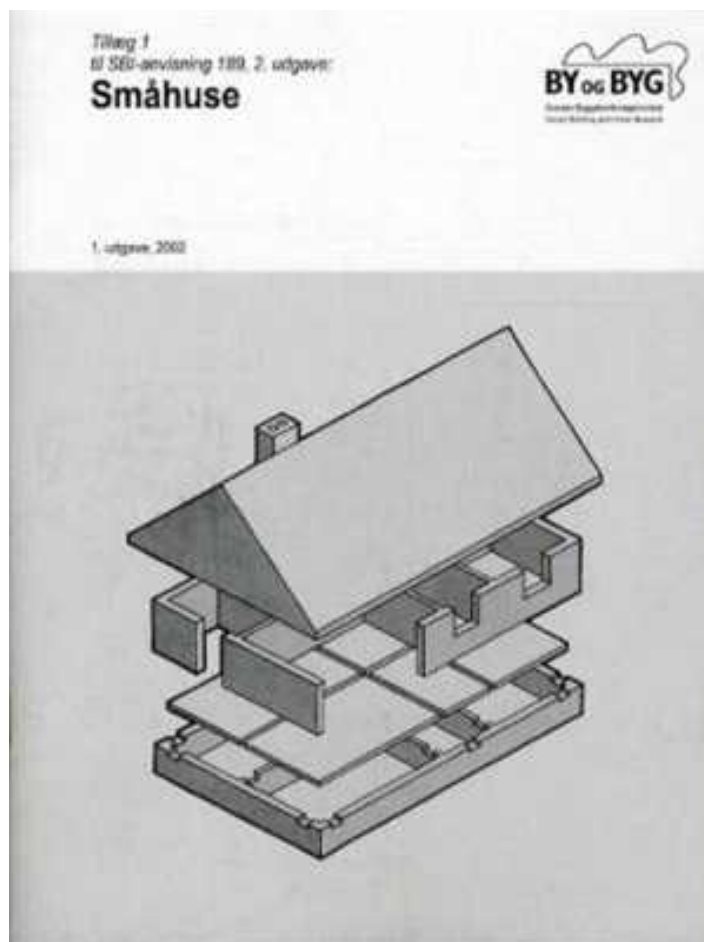 Tillæg 1
til SBI-anvisning 189, 2. udgave:
Småhuse
BY OG BYG
1. udgave, 2002